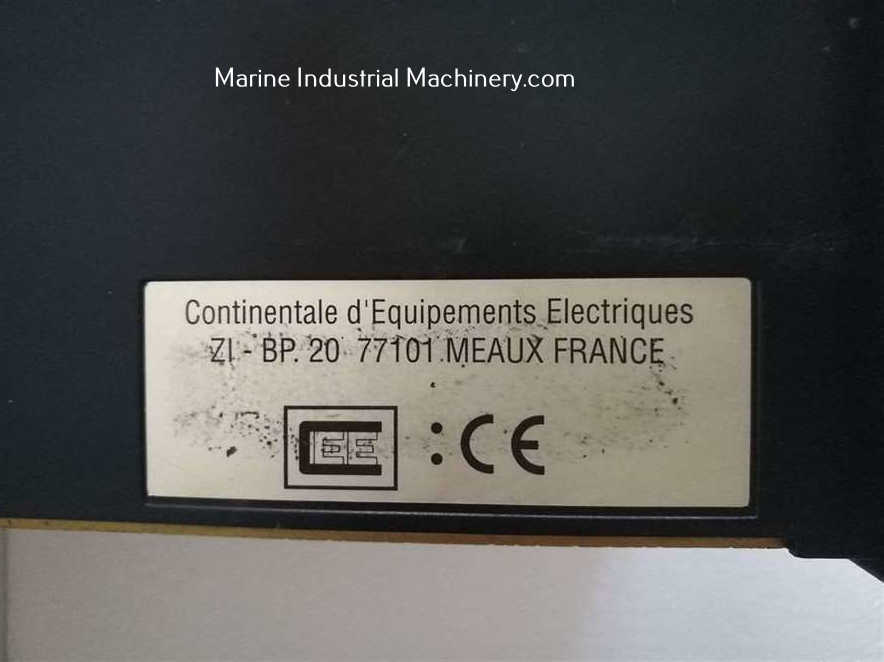 Marine Industrial Machinery.com
Continentale d'Equipements Electriques
ZI - BP. 20 77101 MEAUX FRANCE
CEE : CE